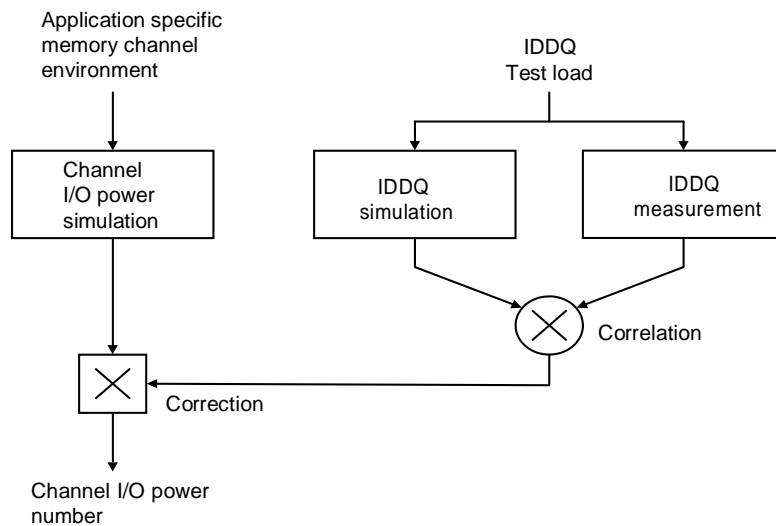 Application specific
memory channel
environment
IDDQ
Test load
Channel
I/O power
simulation
IDDQ
simulation
IDDQ
measurement
Correlation
Correction
Channel I/O power
number